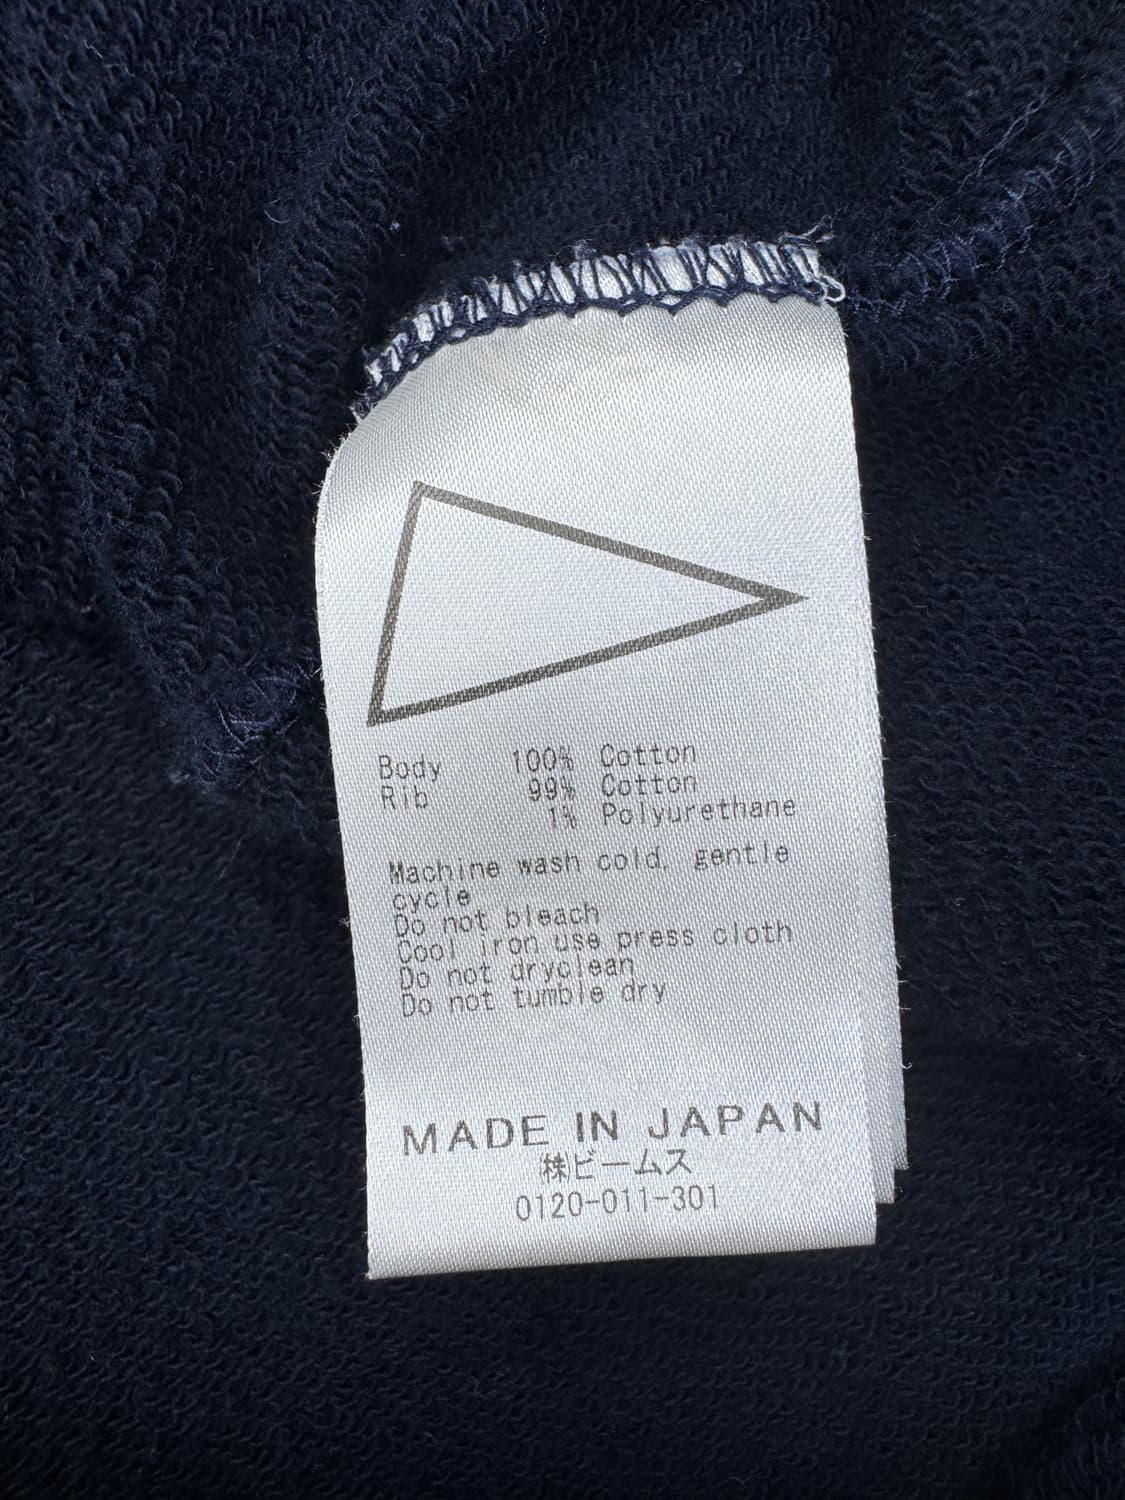 Body 100% Cotton
Rib 99% Cotton
1% Polyurethane
Machine wash cold, gentle
cycle
Do not bleach
Cool iron use press cloth
Do not dryclean
Do not tumble dry
MADE IN JAPAN
株ビームス
0120-011-301